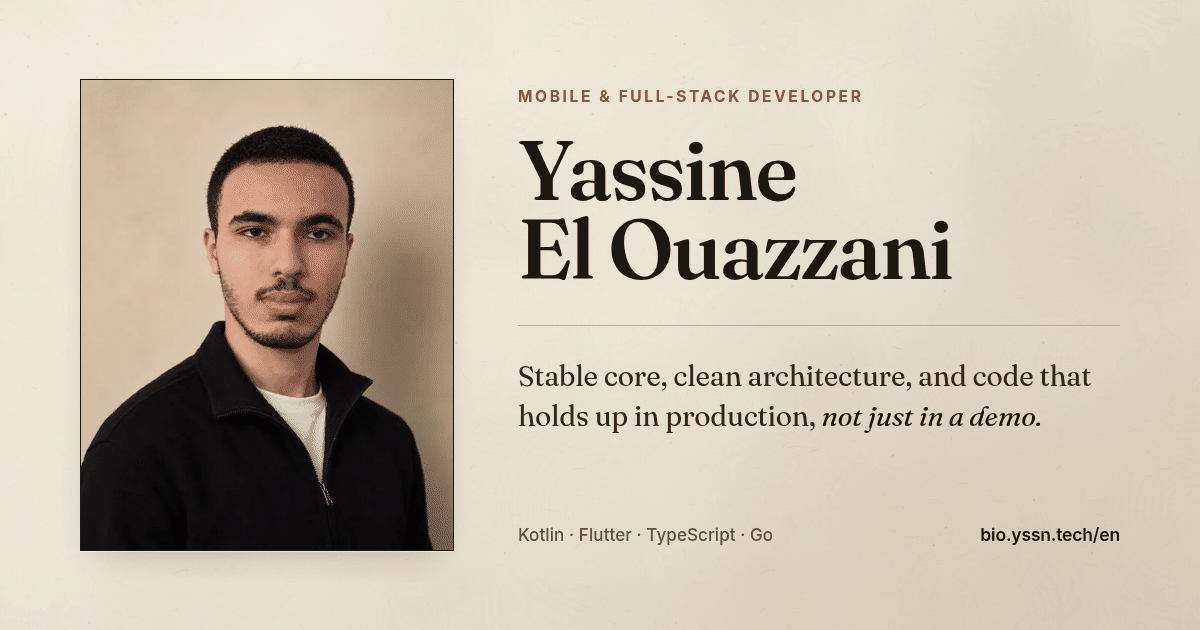 MOBILE & FULL-STACK DEVELOPER
Yassine
El Ouazzani
Stable core, clean architecture, and code that
holds up in production, not just in a demo.
Kotlin · Flutter · TypeScript · Go
bio.yssn.tech/en